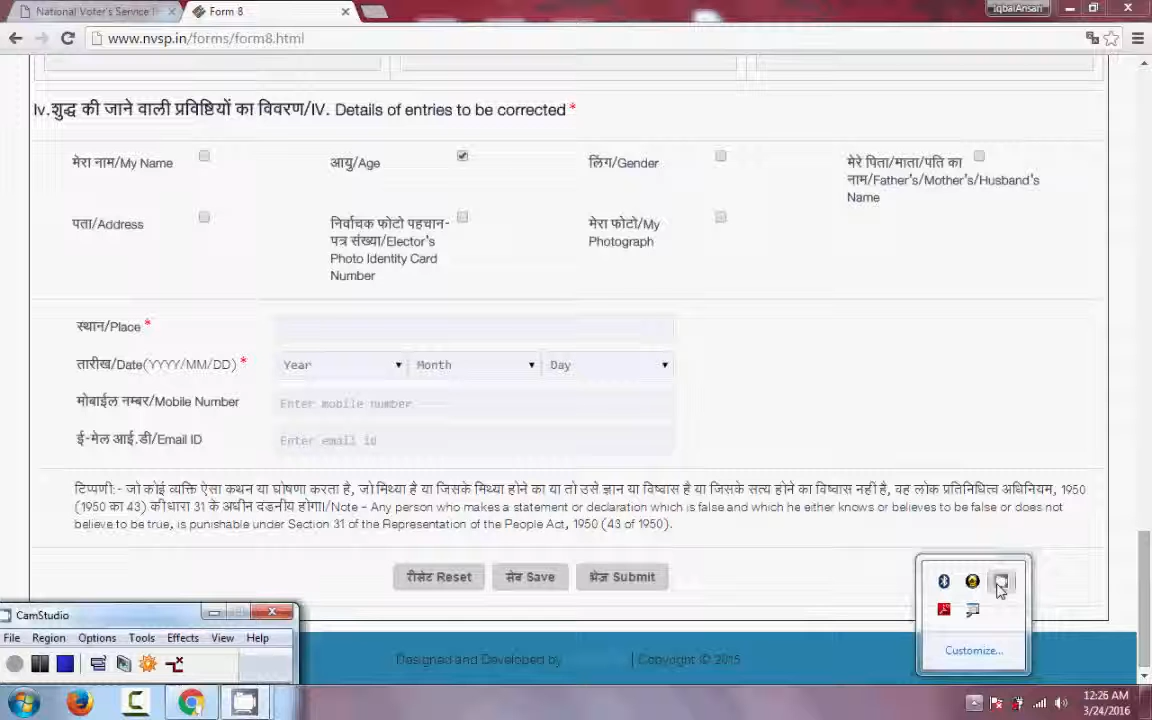 National Voter's Service
Form 8
IqbalAnsari
www.nvsp.in/forms/form8.html
Iv.शुद्ध की जाने वाली प्रविष्टियों का विवरण/IV. Details of entries to be corrected *
मेरा नाम/My Name
आयु/Age
लिंग/Gender
मेरे पिता/माता/पति का
नाम/Father's/Mother's/Husband's
Name
पता/Address
निर्वाचक फोटो पहचान-
पत्र संख्या/Elector's
Photo Identity Card
Number
मेरा फोटो/My
Photograph
स्थान/Place *
तारीख/Date(YYYY/MM/DD) *
Year
Month
Day
मोबाईल नम्बर/Mobile Number
Enter mobile number
ई-मेल आई.डी/Email ID
Enter email id
टिप्पणी:- जो कोई व्यक्ति ऐसा कथन या घोषणा करता है, जो मिथ्या है या जिसके मिथ्या होने का या तो उसे ज्ञान या विष्वास है या जिसके सत्य होने का विष्वास नहीं है, वह लोक प्रतिनिधित्व अधिनियम, 1950
(1950 का 43) की धारा 31 के अधीन दडनीय होगा।/Note - Any person who makes a statement or declaration which is false and which he either knows or believes to be false or does not
believe to be true, is punishable under Section 31 of the Representation of the People Act, 1950 (43 of 1950).
रीसेट Reset
सेव Save
भेज Submit
CamStudio
File Region Options Tools Effects View Help
Customize...
Designed and Developed by | Copyright © 2015
12:26 AM
3/24/2016